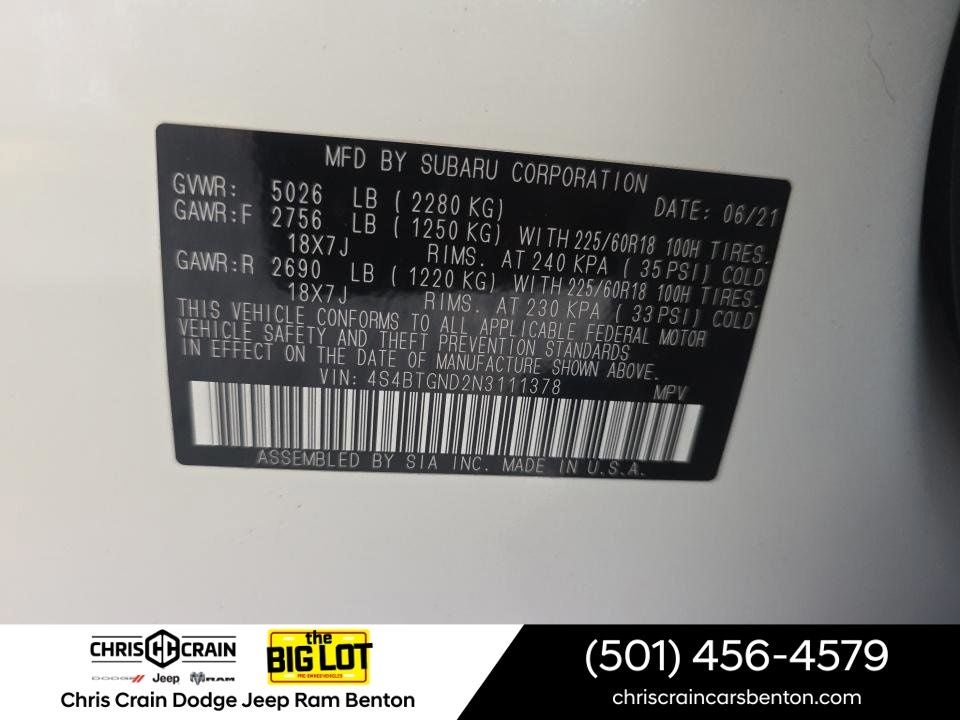 MFD BY SUBARU CORPORATION
GVWR: 5026 LB ( 2280 KG) DATE: 06/21
GAWR:F 2756 LB ( 1250 KG) WITH 225/60R18 100H TIRES.
18X7J RIMS. AT 240 KPA ( 35 PSI) COLD
GAWR:R 2690 LB ( 1220 KG) WITH 225/60R18 100H TIRES.
18X7J RIMS. AT 230 KPA ( 33 PSI) COLD
THIS VEHICLE CONFORMS TO ALL APPLICABLE FEDERAL MOTOR
VEHICLE SAFETY AND THEFT PREVENTION STANDARDS
IN EFFECT ON THE DATE OF MANUFACTURE SHOWN ABOVE.
VIN: 4S4BTGND2N3111378 MPV
ASSEMBLED BY SIA INC. MADE IN U.S.A.
CHRIS CRAIN
DODGE Jeep RAM
the
BIG LOT
PRE-OWNED VEHICLES
Chris Crain Dodge Jeep Ram Benton
(501) 456-4579
chriscraincarsbenton.com